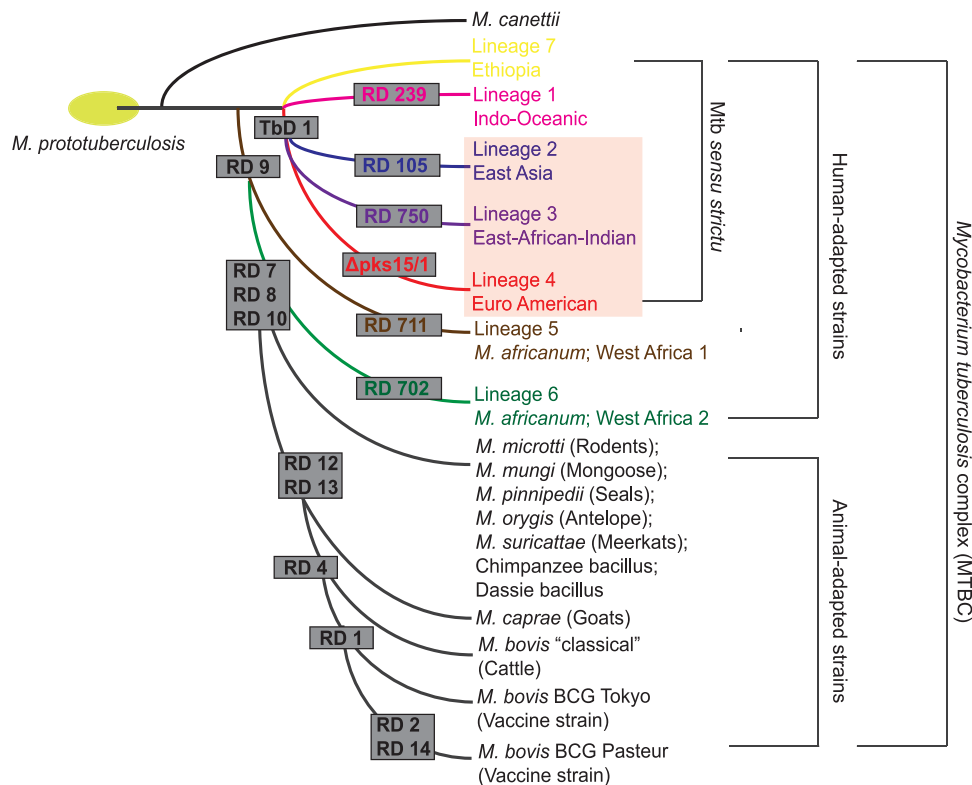 M. canettii
Lineage 7
Ethiopia
RD 239
Lineage 1
Indo-Oceanic
M. prototuberculosis
TbD 1
RD 9
RD 105
Lineage 2
East Asia
RD 750
Lineage 3
East-African-Indian
Δpks15/1
Lineage 4
Euro American
RD 7
RD 8
RD 10
RD 711
Lineage 5
M. africanum; West Africa 1
RD 702
Lineage 6
M. africanum; West Africa 2
M. microtti (Rodents);
M. mungi (Mongoose);
M. pinnipedii (Seals);
M. orygis (Antelope);
M. suricattae (Meerkats);
Chimpanzee bacillus;
Dassie bacillus
RD 12
RD 13
M. caprae (Goats)
RD 4
M. bovis “classical”
(Cattle)
RD 1
M. bovis BCG Tokyo
(Vaccine strain)
RD 2
RD 14
M. bovis BCG Pasteur
(Vaccine strain)
Mtb sensu strictu
Human-adapted strains
Animal-adapted strains
Mycobacterium tuberculosis complex (MTBC)